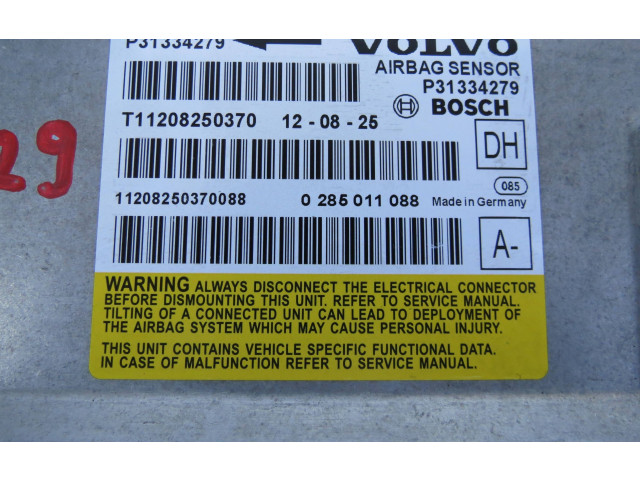 P31334279 VOLVO
AIRBAG SENSOR
P31334279
BOSCH
T11208250370 12-08-25
DH
085
11208250370088 0 285 011 088 Made in Germany
A-
29
WARNING ALWAYS DISCONNECT THE ELECTRICAL CONNECTOR
BEFORE DISMOUNTING THIS UNIT. REFER TO SERVICE MANUAL.
TILTING OF A CONNECTED UNIT CAN LEAD TO DEPLOYMENT OF
THE AIRBAG SYSTEM WHICH MAY CAUSE PERSONAL INJURY.
THIS UNIT CONTAINS VEHICLE SPECIFIC FUNCTIONAL DATA.
IN CASE OF MALFUNCTION REFER TO SERVICE MANUAL.